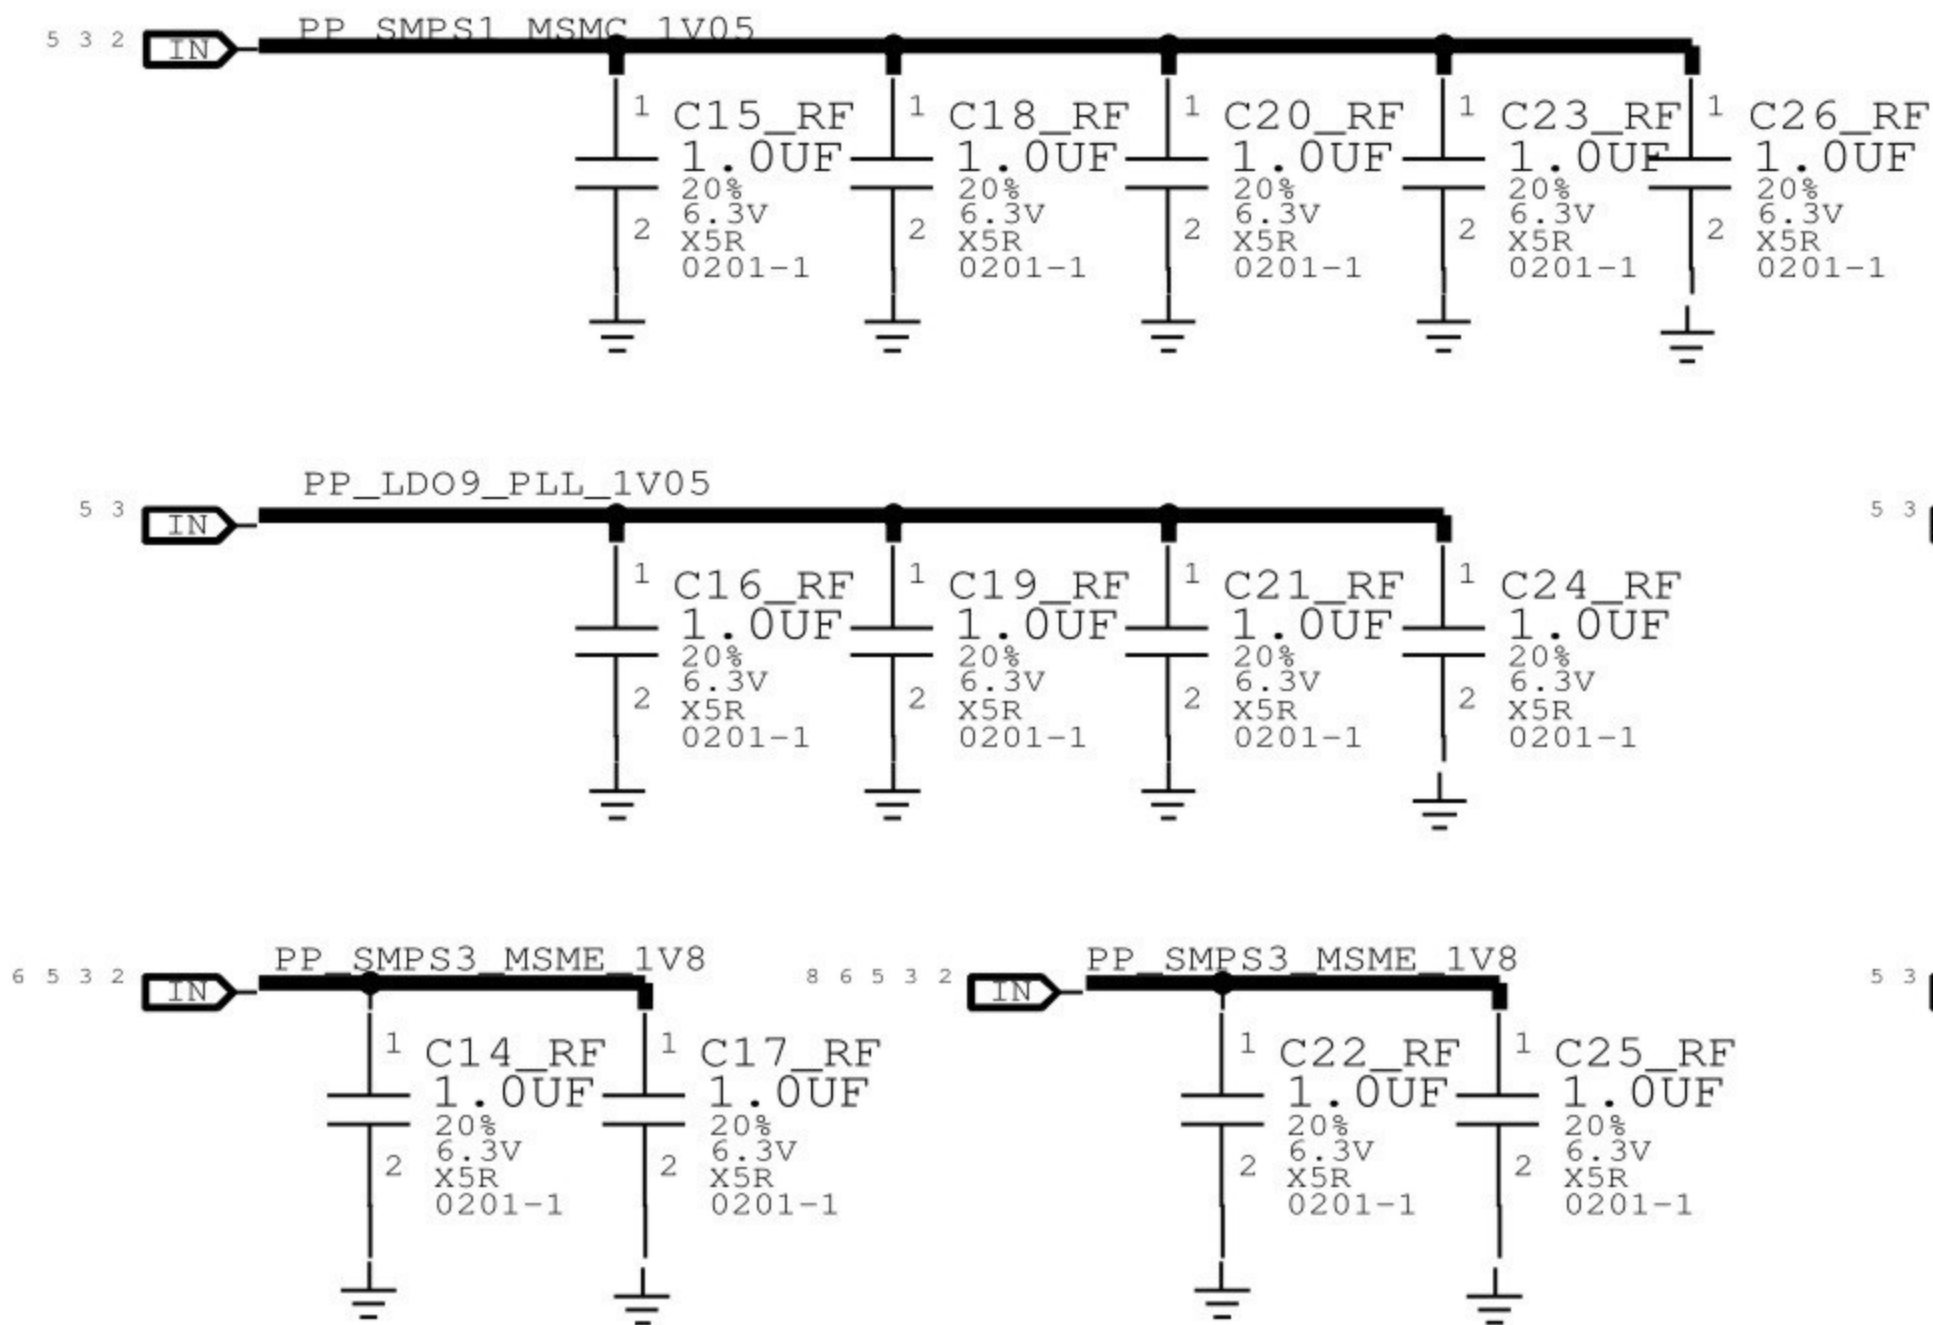 PP_SMPS1_MSMC_1V05
5 3 2 IN
1 C15_RF 1 C18_RF 1 C20_RF 1 C23_RF 1 C26_RF
1.0UF 1.0UF 1.0UF 1.0UF 1.0UF
20% 20% 20% 20% 20%
6.3V 6.3V 6.3V 6.3V 6.3V
2 X5R 2 X5R 2 X5R 2 X5R 2 X5R
0201-1 0201-1 0201-1 0201-1 0201-1
PP_LDO9_PLL_1V05
5 3 IN 5 3
1 C16_RF 1 C19_RF 1 C21_RF 1 C24_RF
1.0UF 1.0UF 1.0UF 1.0UF
20% 20% 20% 20%
6.3V 6.3V 6.3V 6.3V
2 X5R 2 X5R 2 X5R 2 X5R
0201-1 0201-1 0201-1 0201-1
PP_SMPS3_MSME_1V8 PP_SMPS3_MSME_1V8
6 5 3 2 IN 8 6 5 3 2 IN 5 3
1 C14_RF 1 C17_RF 1 C22_RF 1 C25_RF
1.0UF 1.0UF 1.0UF 1.0UF
20% 20% 20% 20%
6.3V 6.3V 6.3V 6.3V
2 X5R 2 X5R 2 X5R 2 X5R
0201-1 0201-1 0201-1 0201-1